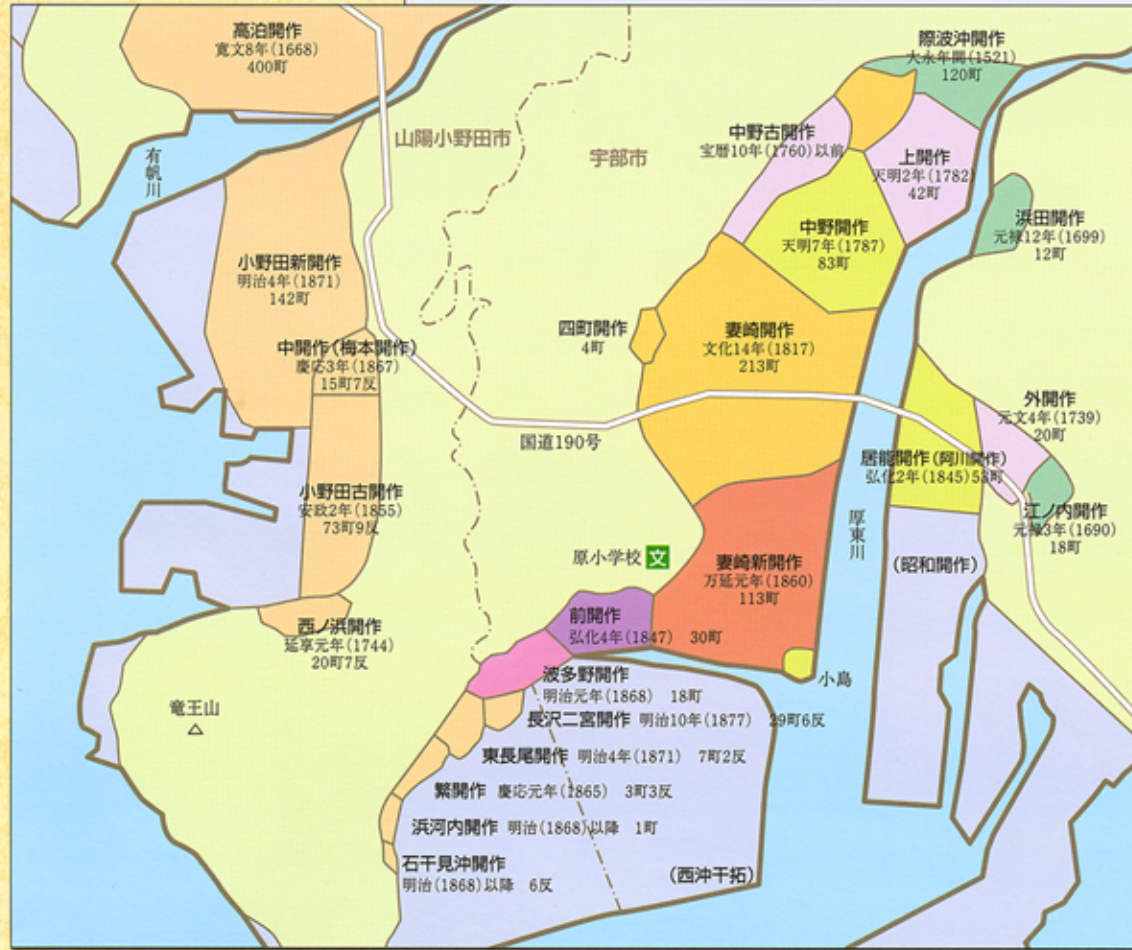 高泊開作
寛文8年(1668)
400町
際波沖開作
大永年間(1521)
120町
山陽小野田市
宇部市
中野古開作
宝暦10年(1760)以前
上開作
天明2年(1782)
42町
有帆川
浜田開作
元禄12年(1699)
12町
中野開作
天明7年(1787)
83町
小野田新開作
明治4年(1871)
142町
四町開作
4町
妻崎開作
文化14年(1817)
213町
中開作(梅本開作)
慶応3年(1867)
15町7反
国道190号
外開作
元文4年(1739)
20町
居能開作(阿川開作)
弘化2年(1845)53町
小野田古開作
安政2年(1855)
73町9反
江ノ内開作
元禄3年(1690)
18町
厚東川
原小学校 文
妻崎新開作
万延元年(1860)
113町
(昭和開作)
前開作
弘化4年(1847) 30町
西ノ浜開作
延享元年(1744)
20町7反
小島
波多野開作
明治元年(1868) 18町
竜王山
長沢二宮開作 明治10年(1877) 29町6反
東長尾開作 明治4年(1871) 7町2反
繁開作 慶応元年(1865) 3町3反
浜河内開作 明治(1868)以降 1町
石干見沖開作
明治(1868)以降 6反
(西沖干拓)